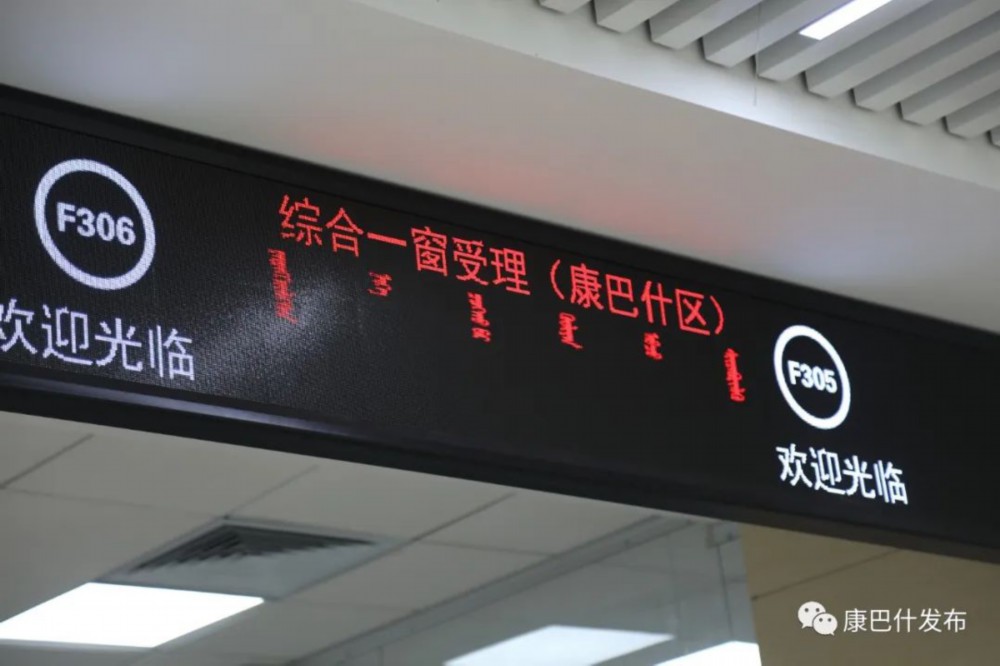 F306
欢迎光临
综合一窗受理（康巴什区）
F305
欢迎光临
康巴什发布